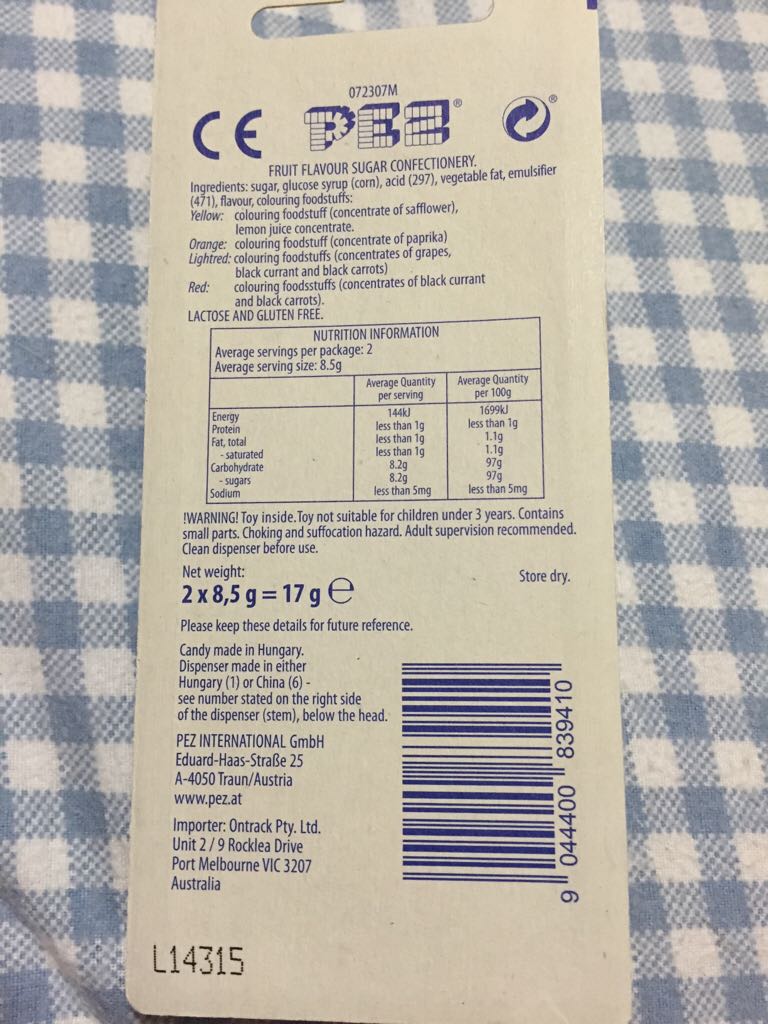 072307M
CE PEZ®
®
FRUIT FLAVOUR SUGAR CONFECTIONERY.
Ingredients: sugar, glucose syrup (corn), acid (297), vegetable fat, emulsifier
(471), flavour, colouring foodstuffs:
Yellow: colouring foodstuff (concentrate of safflower),
lemon juice concentrate.
Orange: colouring foodstuff (concentrate of paprika)
Lightred: colouring foodstuffs (concentrates of grapes,
black currant and black carrots)
Red: colouring foodsstuffs (concentrates of black currant
and black carrots).
LACTOSE AND GLUTEN FREE.
NUTRITION INFORMATION
Average servings per package: 2
Average serving size: 8.5g
Average Quantity per serving Average Quantity per 100g
Energy 144kJ 1699kJ
Protein less than 1g less than 1g
Fat, total less than 1g 1.1g
- saturated less than 1g 1.1g
Carbohydrate 8.2g 97g
- sugars 8.2g 97g
Sodium less than 5mg less than 5mg
!WARNING! Toy inside. Toy not suitable for children under 3 years. Contains
small parts. Choking and suffocation hazard. Adult supervision recommended.
Clean dispenser before use.
Net weight:
2 x 8,5 g = 17 g e
Store dry.
Please keep these details for future reference.
Candy made in Hungary.
Dispenser made in either
Hungary (1) or China (6) -
see number stated on the right side
of the dispenser (stem), below the head.
PEZ INTERNATIONAL GmbH
Eduard-Haas-Straße 25
A-4050 Traun/Austria
www.pez.at
Importer: Ontrack Pty. Ltd.
Unit 2 / 9 Rocklea Drive
Port Melbourne VIC 3207
Australia
9 044400 839410
L14315